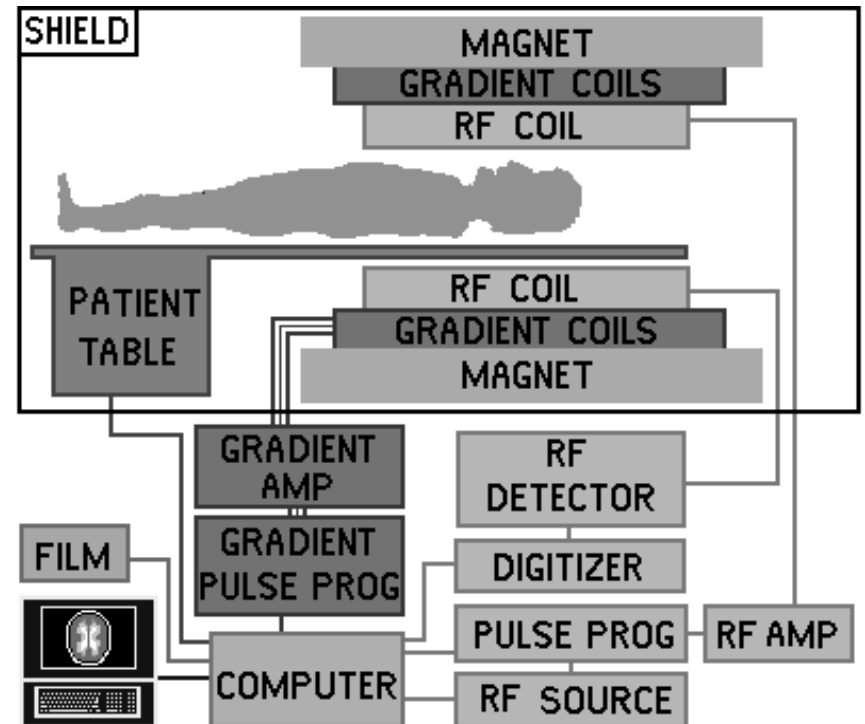 SHIELD
MAGNET
GRADIENT COILS
RF COIL
RF COIL
GRADIENT COILS
MAGNET
PATIENT
TABLE
GRADIENT
AMP
GRADIENT
PULSE PROG
RF
DETECTOR
DIGITIZER
FILM
PULSE PROG
RF AMP
COMPUTER
RF SOURCE